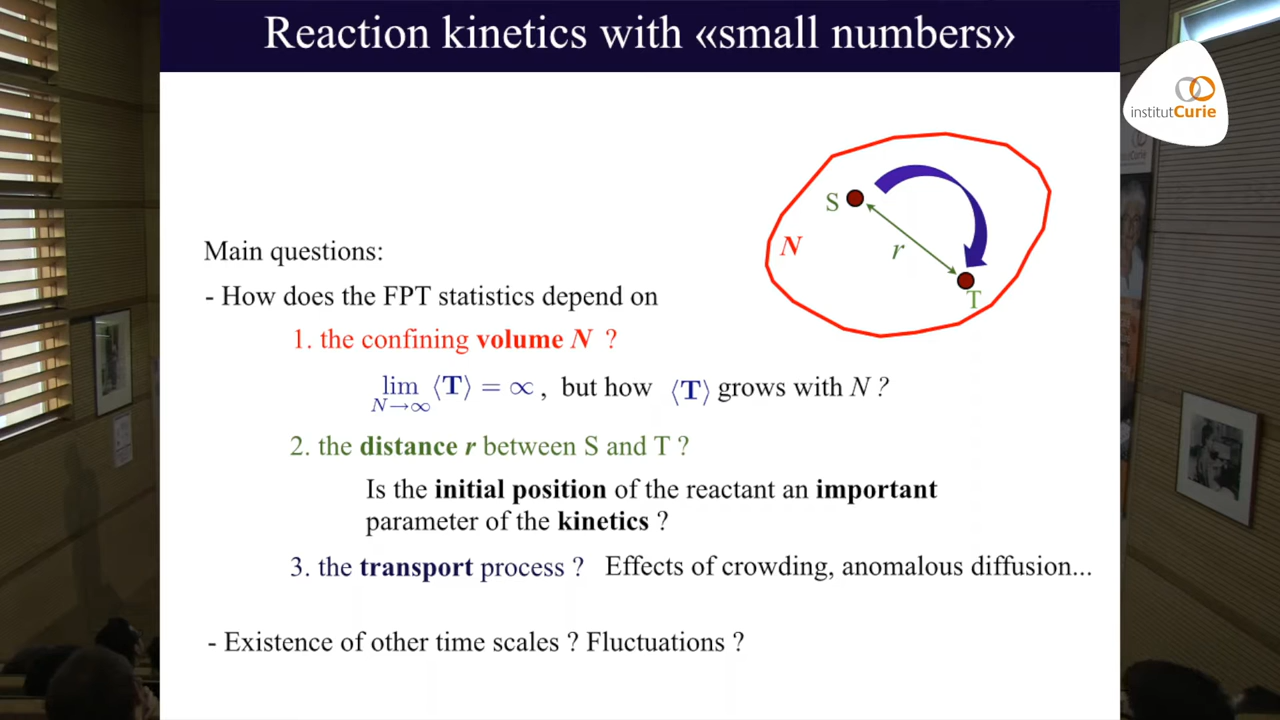 Reaction kinetics with «small numbers»
institutCurie
S
N
r
T
Main questions:
- How does the FPT statistics depend on
1. the confining volume N ?
lim N→∞ ⟨T⟩ = ∞ , but how ⟨T⟩ grows with N ?
2. the distance r between S and T ?
Is the initial position of the reactant an important
parameter of the kinetics ?
3. the transport process ? Effects of crowding, anomalous diffusion...
- Existence of other time scales ? Fluctuations ?